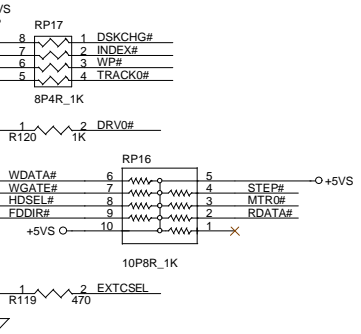 VS
RP17
8 1 DSKCHG#
7 2 INDEX#
6 3 WP#
5 4 TRACK0#
8P4R_1K
1 2 DRV0#
R120 1K
RP16
WDATA# 6 5 +5VS
WGATE# 7 4 STEP#
HDSEL# 8 3 MTR0#
FDDIR# 9 2 RDATA#
+5VS 10 1
10P8R_1K
1 2 EXTCSEL
R119 470